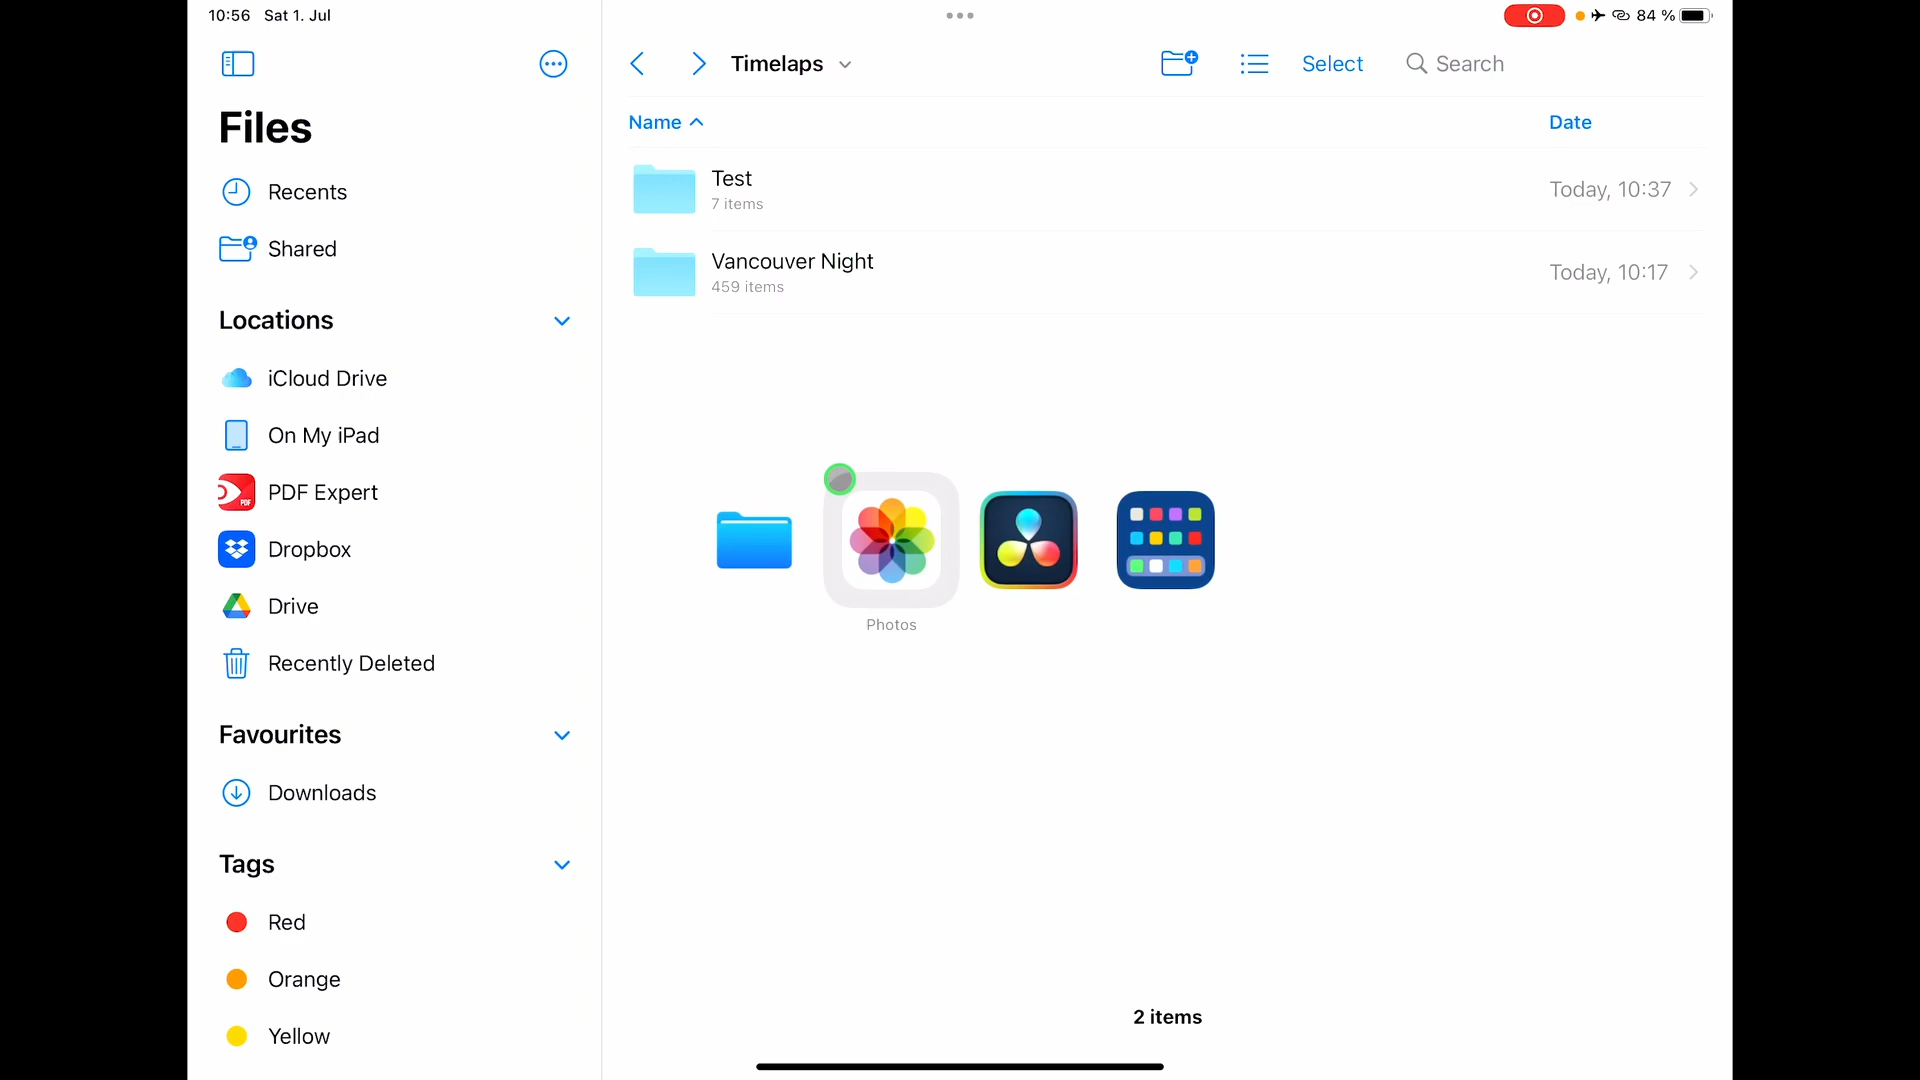 10:56 Sat 1. Jul
84 %
Timelaps
Select
Search
Files
Recents
Shared
Locations
iCloud Drive
On My iPad
PDF Expert
PDF
Dropbox
Drive
Recently Deleted
Favourites
Downloads
Tags
Red
Orange
Yellow
Name
Date
Test
7 items
Today, 10:37
Vancouver Night
459 items
Today, 10:17
Photos
2 items